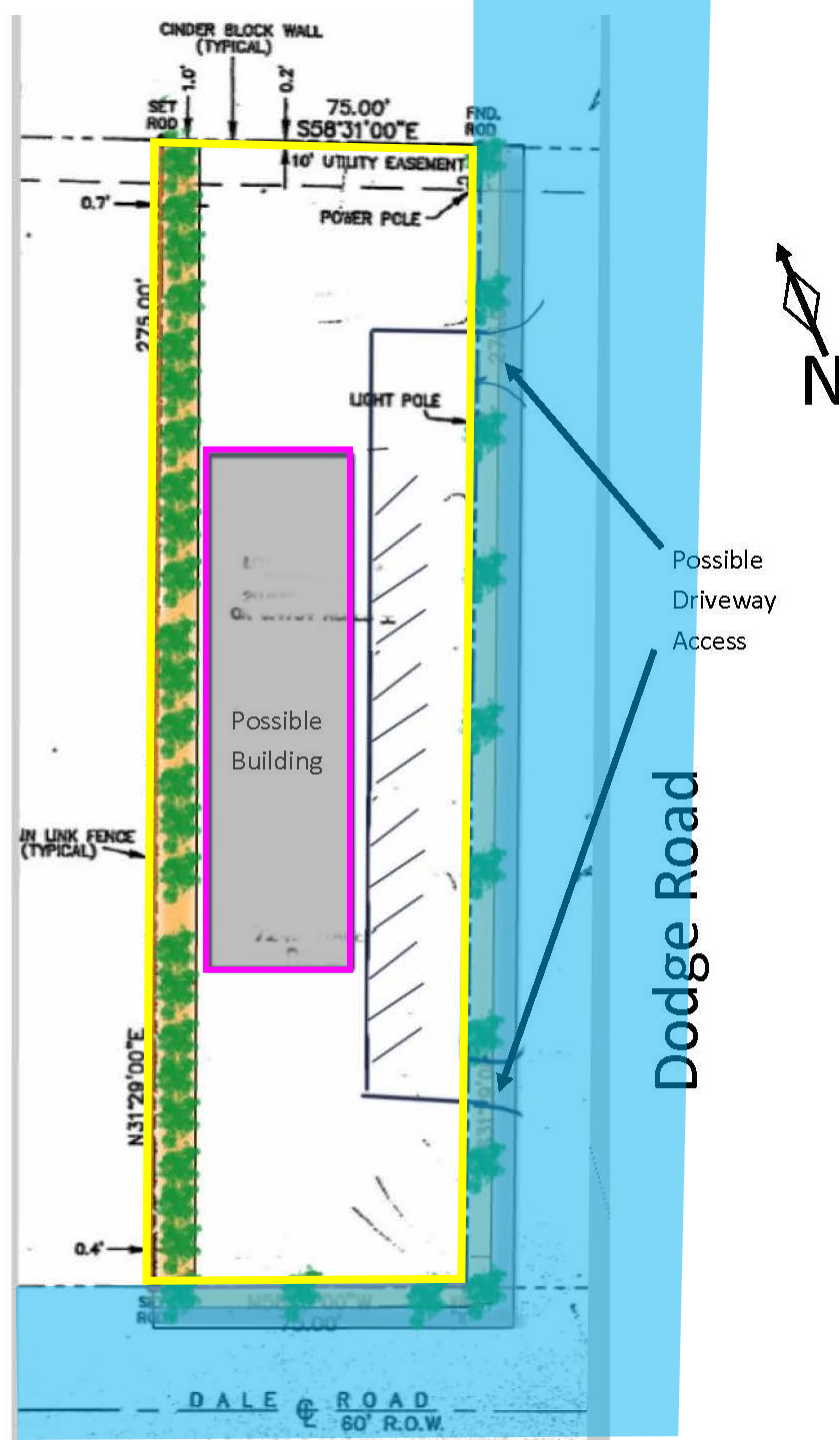 CINDER BLOCK WALL
(TYPICAL)
1.0'
0.2'
SET
ROD
75.00'
S58°31'00"E
FND.
ROD
10' UTILITY EASEMENT
0.7'
POWER POLE
275.00'
N
LIGHT POLE
Possible
Driveway
Access
Possible
Building
Dodge Road
IN LINK FENCE
(TYPICAL)
N31°29'00"E
0.4'
75.00'
DALE ROAD
60' R.O.W.